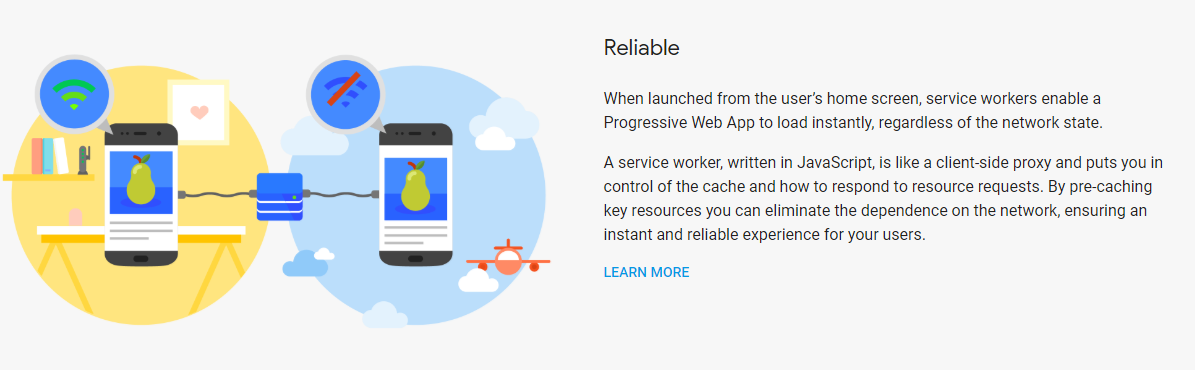 Reliable
When launched from the user’s home screen, service workers enable a
Progressive Web App to load instantly, regardless of the network state.
A service worker, written in JavaScript, is like a client-side proxy and puts you in
control of the cache and how to respond to resource requests. By pre-caching
key resources you can eliminate the dependence on the network, ensuring an
instant and reliable experience for your users.
LEARN MORE